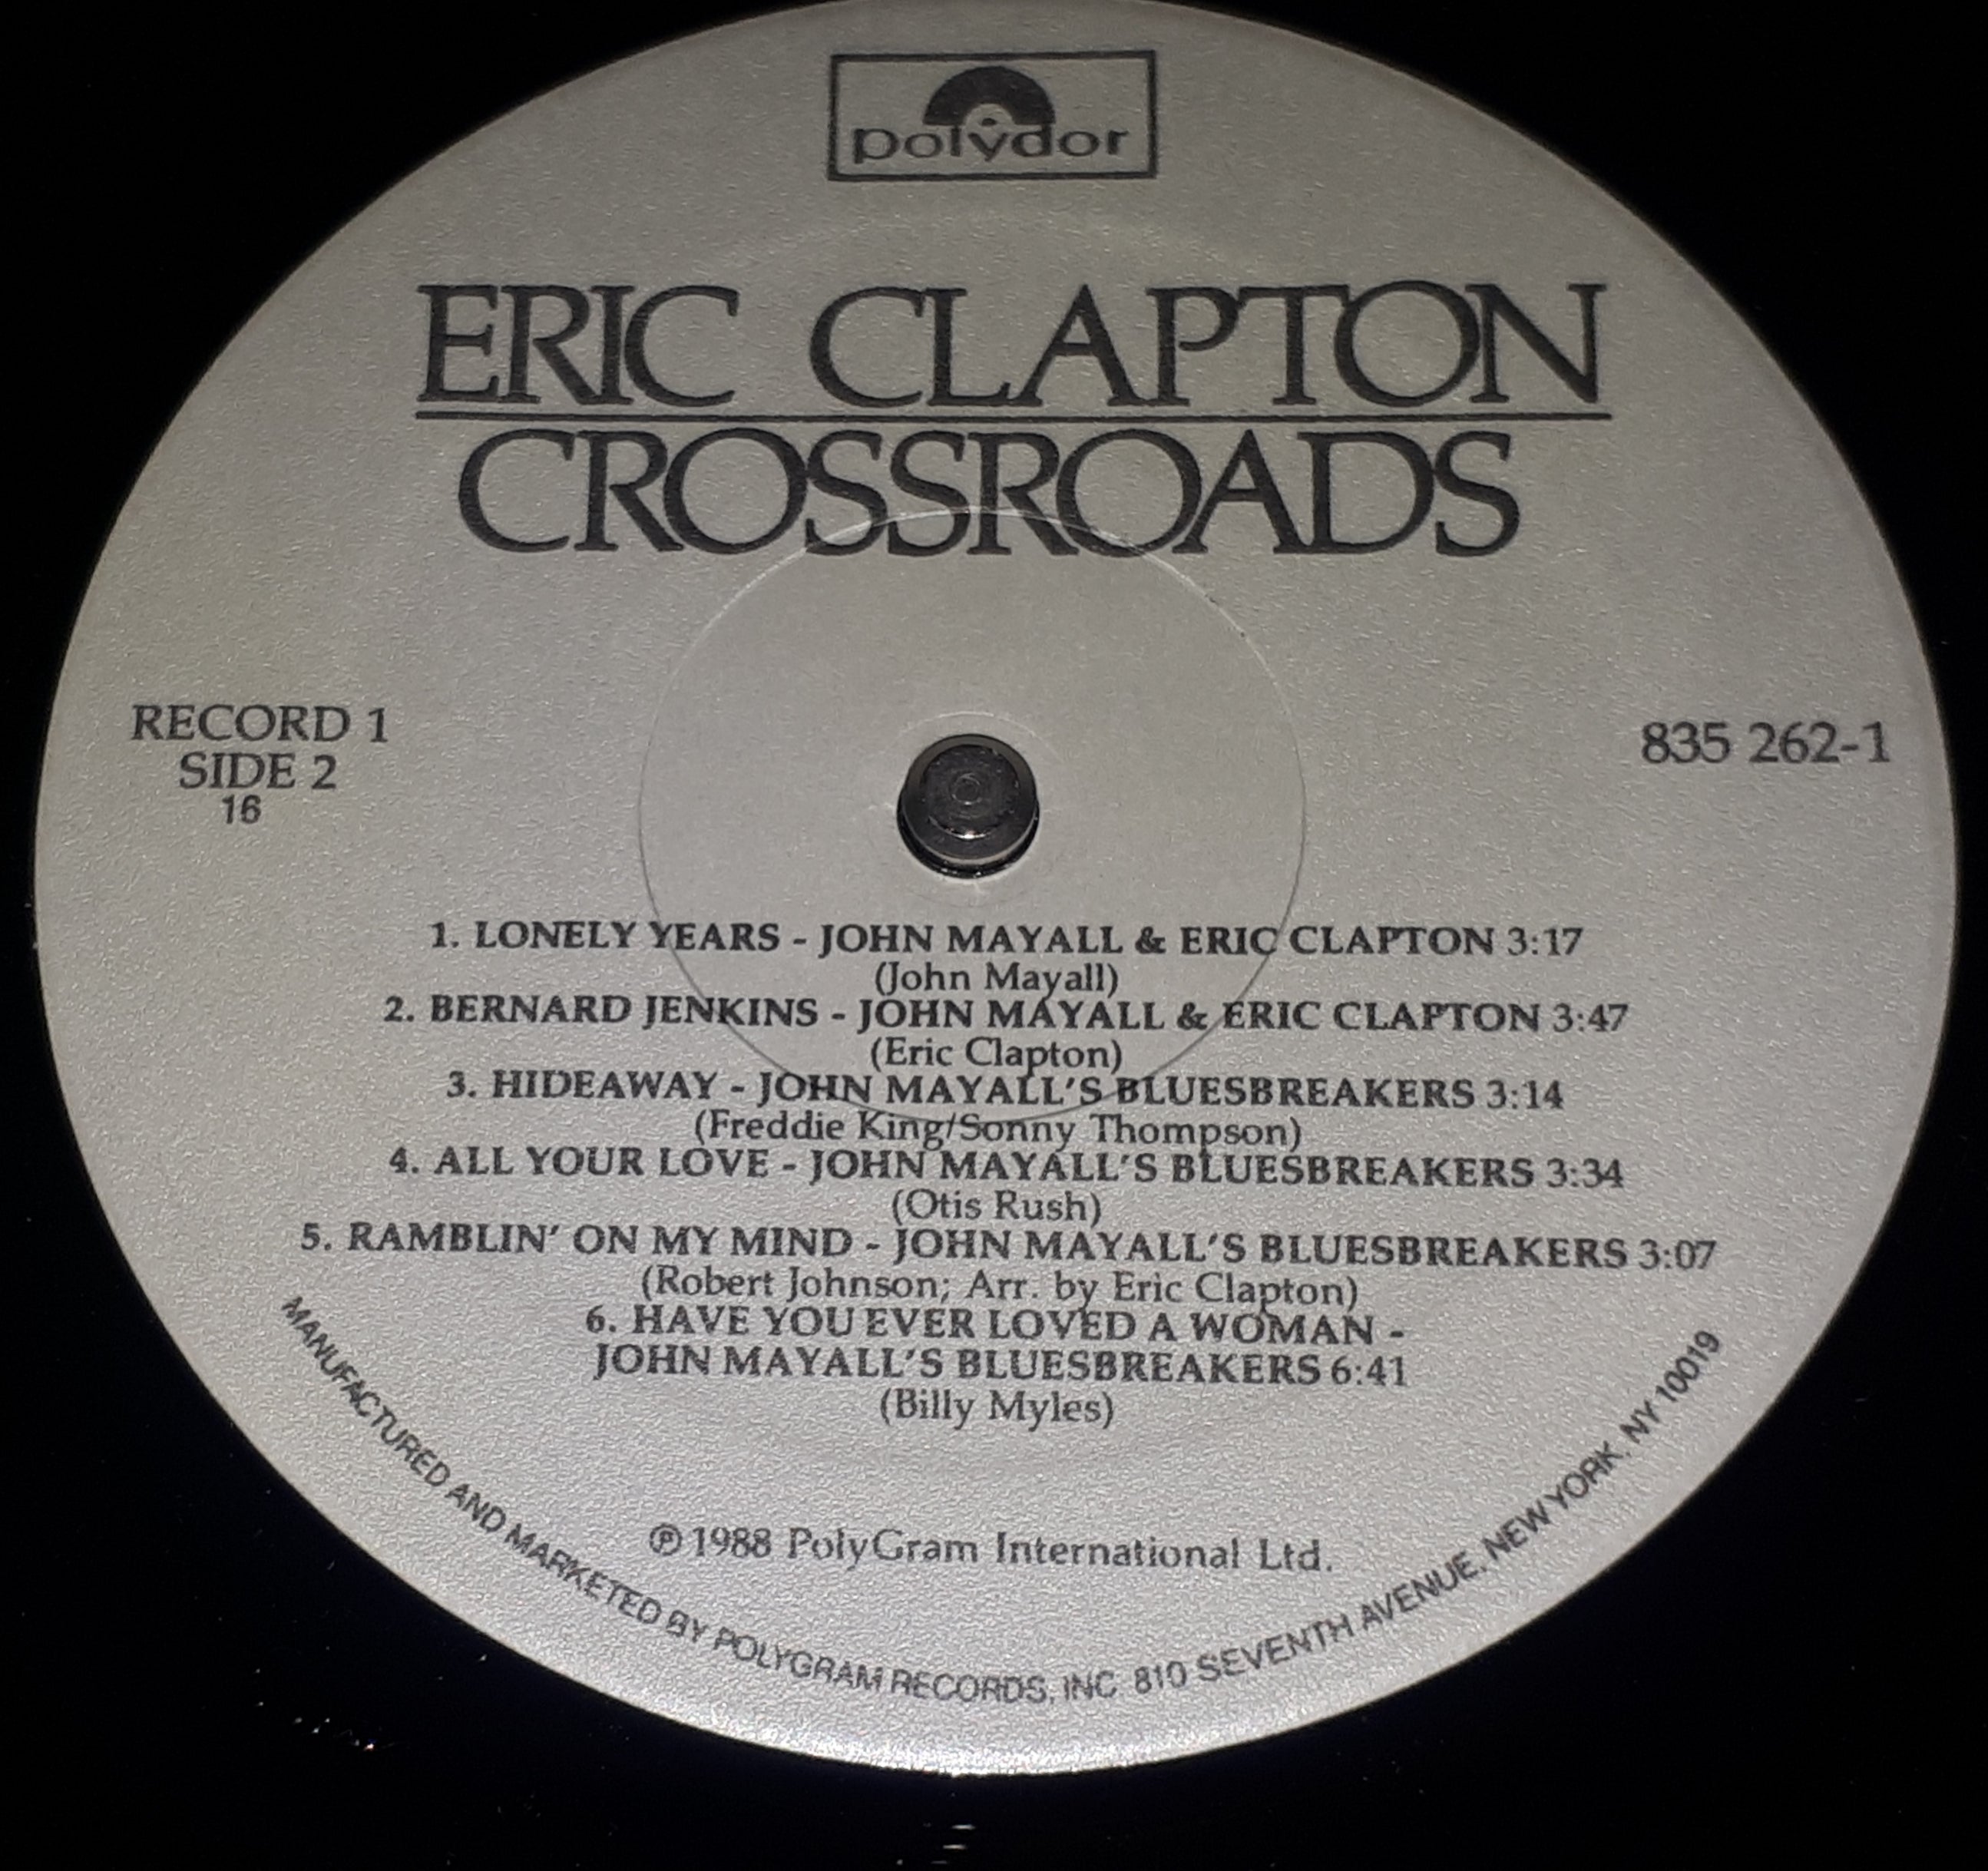 polydor
ERIC CLAPTON
CROSSROADS
RECORD 1
SIDE 2
16
835 262-1
1. LONELY YEARS - JOHN MAYALL & ERIC CLAPTON 3:17
(John Mayall)
2. BERNARD JENKINS - JOHN MAYALL & ERIC CLAPTON 3:47
(Eric Clapton)
3. HIDEAWAY - JOHN MAYALL'S BLUESBREAKERS 3:14
(Freddie King/Sonny Thompson)
4. ALL YOUR LOVE - JOHN MAYALL'S BLUESBREAKERS 3:34
(Otis Rush)
5. RAMBLIN' ON MY MIND - JOHN MAYALL'S BLUESBREAKERS 3:07
(Robert Johnson; Arr. by Eric Clapton)
6. HAVE YOU EVER LOVED A WOMAN -
JOHN MAYALL'S BLUESBREAKERS 6:41
(Billy Myles)
℗ 1988 PolyGram International Ltd.
MANUFACTURED AND MARKETED BY POLYGRAM RECORDS, INC. 810 SEVENTH AVENUE, NEW YORK, NY 10019